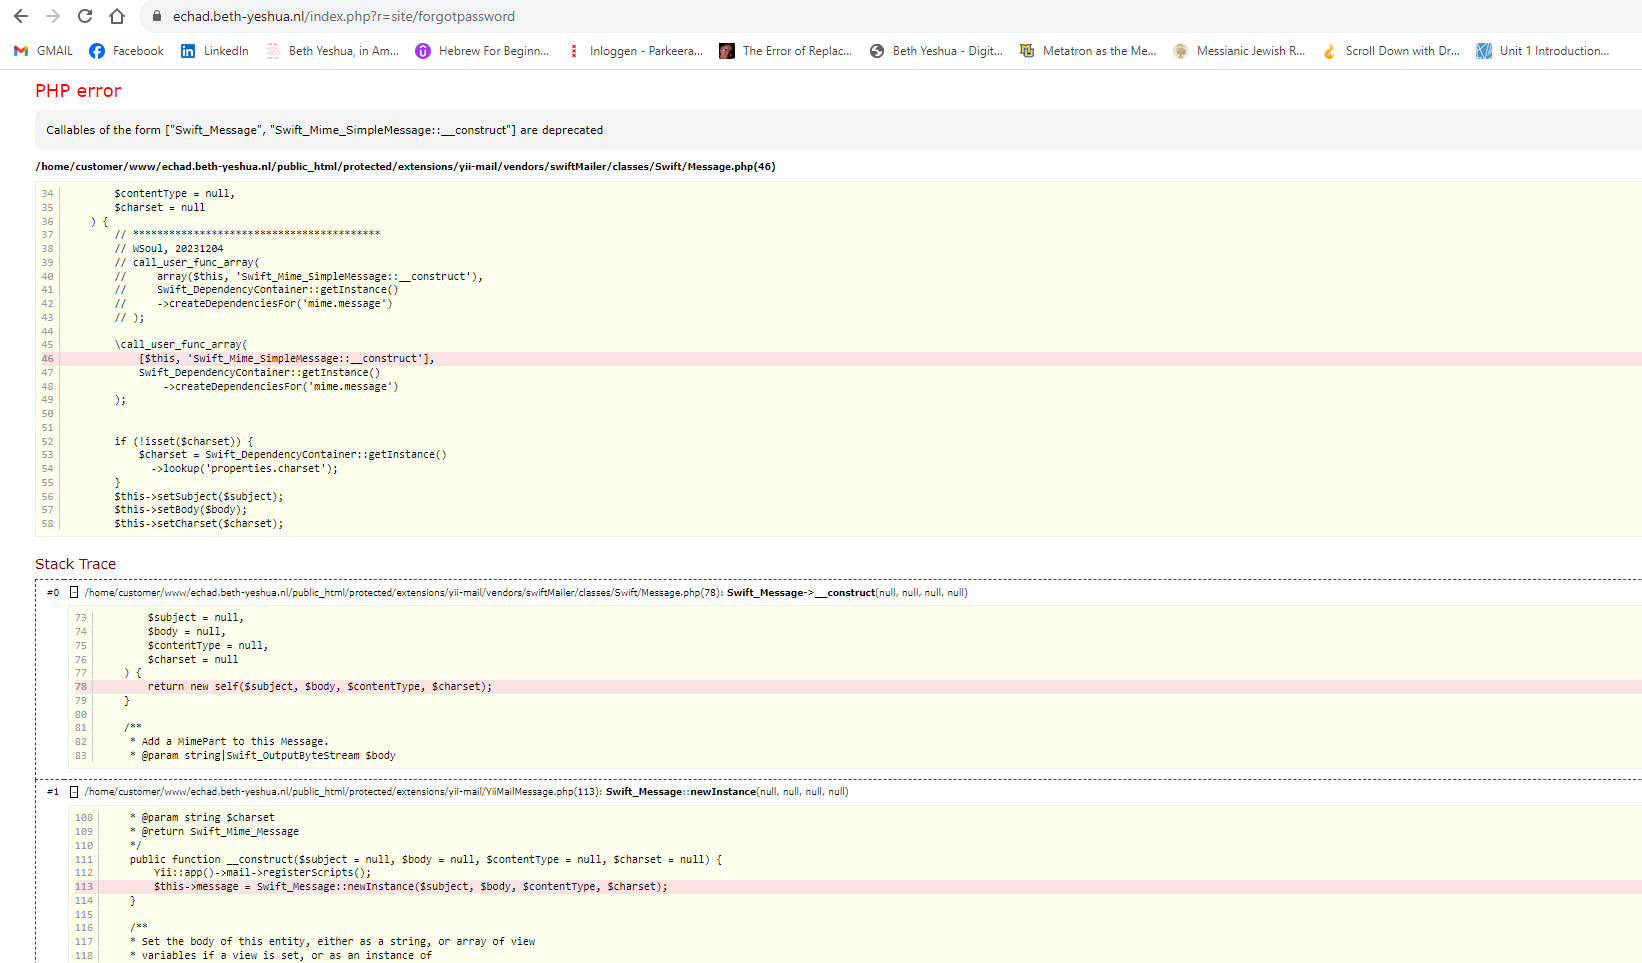 echad.beth-yeshua.nl/index.php?r=site/forgotpassword
GMAIL Facebook LinkedIn Beth Yeshua, in Am... Hebrew For Beginn... Inloggen - Parkeera... The Error of Replac... Beth Yeshua - Digit... Metatron as the Me... Messianic Jewish R... Scroll Down with Dr... Unit 1 Introduction...
PHP error
Callables of the form ["Swift_Message", "Swift_Mime_SimpleMessage::__construct"] are deprecated
/home/customer/www/echad.beth-yeshua.nl/public_html/protected/extensions/yii-mail/vendors/swiftMailer/classes/Swift/Message.php(46)
34 $contentType = null,
35 $charset = null
36 ) {
37 // *****************************************
38 // WSoul, 20231204
39 // call_user_func_array(
40 // array($this, 'Swift_Mime_SimpleMessage::__construct'),
41 // Swift_DependencyContainer::getInstance()
42 // ->createDependenciesFor('mime.message')
43 // );
44
45 \call_user_func_array(
46 [$this, 'Swift_Mime_SimpleMessage::__construct'],
47 Swift_DependencyContainer::getInstance()
48 ->createDependenciesFor('mime.message')
49 );
50
51
52 if (!isset($charset)) {
53 $charset = Swift_DependencyContainer::getInstance()
54 ->lookup('properties.charset');
55 }
56 $this->setSubject($subject);
57 $this->setBody($body);
58 $this->setCharset($charset);
Stack Trace
#0 - /home/customer/www/echad.beth-yeshua.nl/public_html/protected/extensions/yii-mail/vendors/swiftMailer/classes/Swift/Message.php(78): Swift_Message->__construct(null, null, null, null)
73 $subject = null,
74 $body = null,
75 $contentType = null,
76 $charset = null
77 ) {
78 return new self($subject, $body, $contentType, $charset);
79 }
80
81 /**
82 * Add a MimePart to this Message.
83 * @param string|Swift_OutputByteStream $body
#1 - /home/customer/www/echad.beth-yeshua.nl/public_html/protected/extensions/yii-mail/YiiMailMessage.php(113): Swift_Message::newInstance(null, null, null, null)
108 * @param string $charset
109 * @return Swift_Mime_Message
110 */
111 public function __construct($subject = null, $body = null, $contentType = null, $charset = null) {
112 Yii::app()->mail->registerScripts();
113 $this->message = Swift_Message::newInstance($subject, $body, $contentType, $charset);
114 }
115
116 /**
117 * Set the body of this entity, either as a string, or array of view
118 * variables if a view is set, or as an instance of